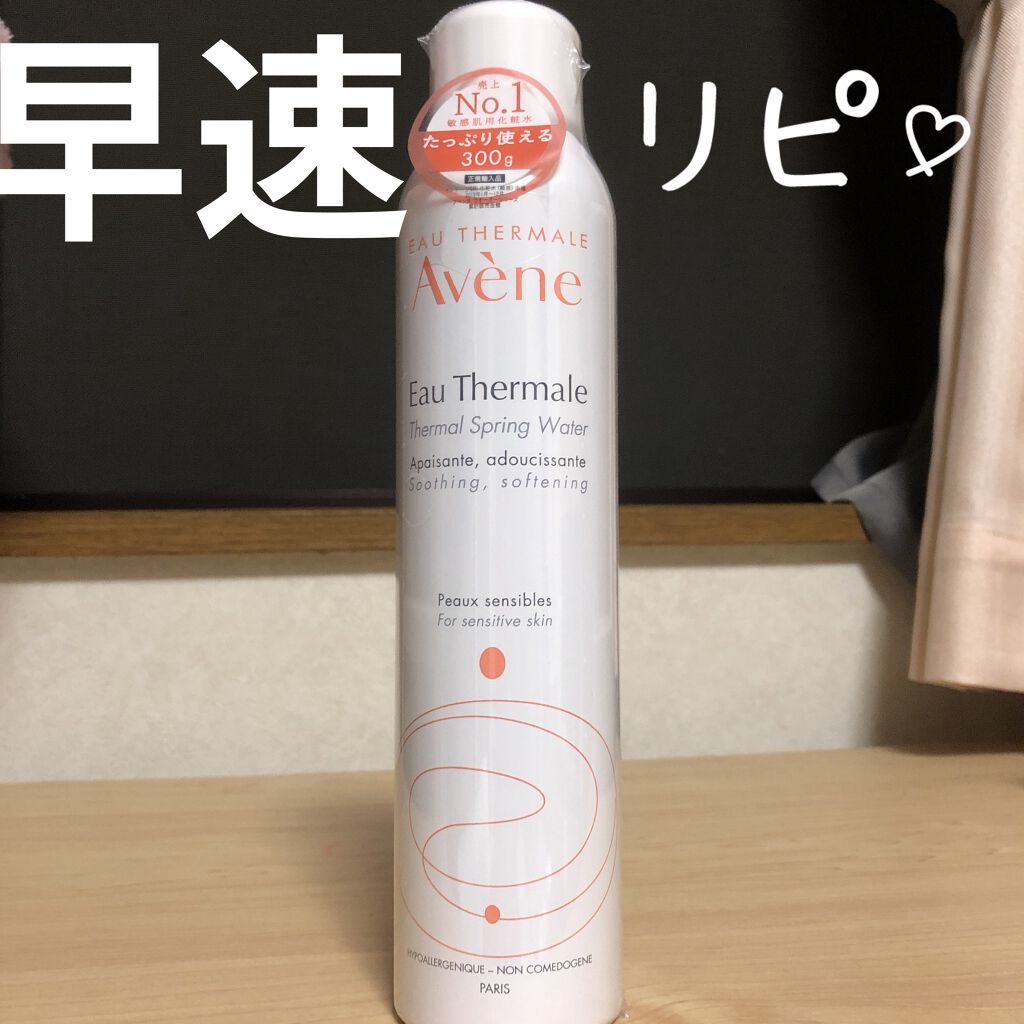 早速 リピ♡
売上
No.1
敏感肌用化粧水
たっぷり使える
300g
正規輸入品
EAU THERMALE
Avène
Eau Thermale
Thermal Spring Water
Apaisante, adoucissante
Soothing, softening
Peaux sensibles
For sensitive skin
HYPOALLERGENIQUE – NON COMEDOGENE
PARIS